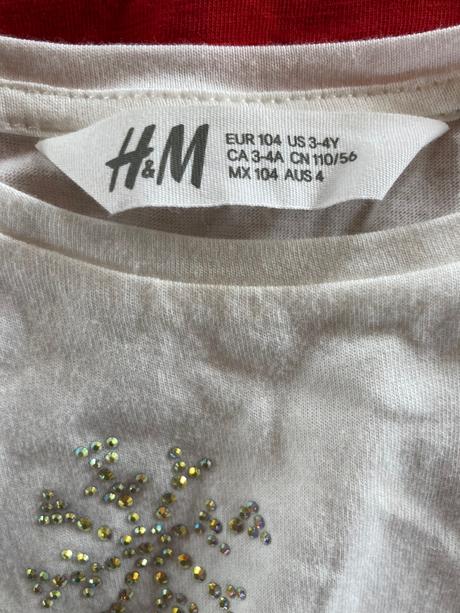 H&M
EUR 104 US 3-4Y
CA 3-4A CN 110/56
MX 104 AUS 4